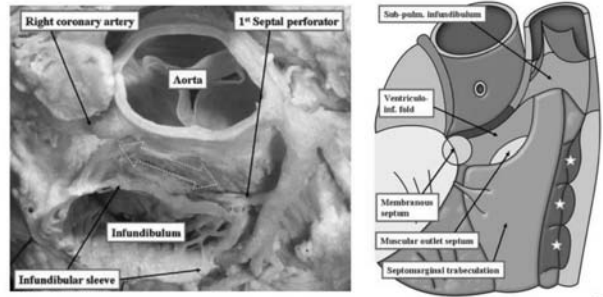 Right coronary artery
1st Septal perforator
Aorta
Infundibulum
Infundibular sleeve
Sub-pulm. infundibulum
Ventriculo-
inf. fold
Membranous
septum
Muscular outlet septum
Septomarginal trabeculation